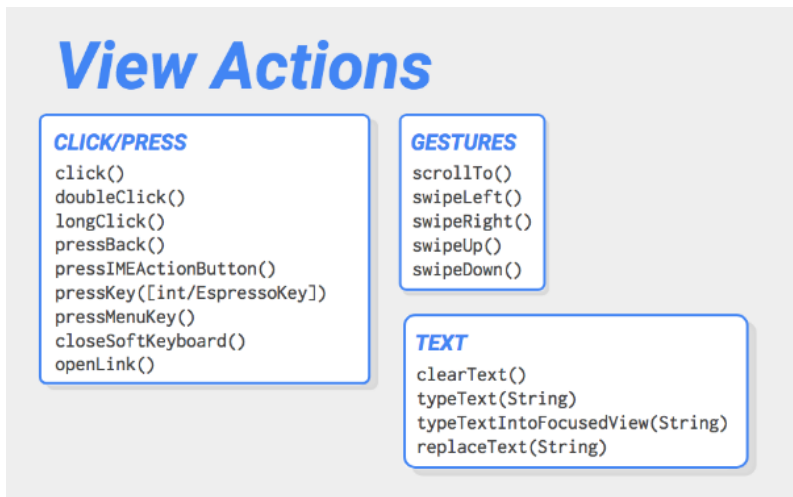 View Actions
CLICK/PRESS
click()
doubleClick()
longClick()
pressBack()
pressIMEActionButton()
pressKey([int/EspressoKey])
pressMenuKey()
closeSoftKeyboard()
openLink()
GESTURES
scrollTo()
swipeLeft()
swipeRight()
swipeUp()
swipeDown()
TEXT
clearText()
typeText(String)
typeTextIntoFocusedView(String)
replaceText(String)